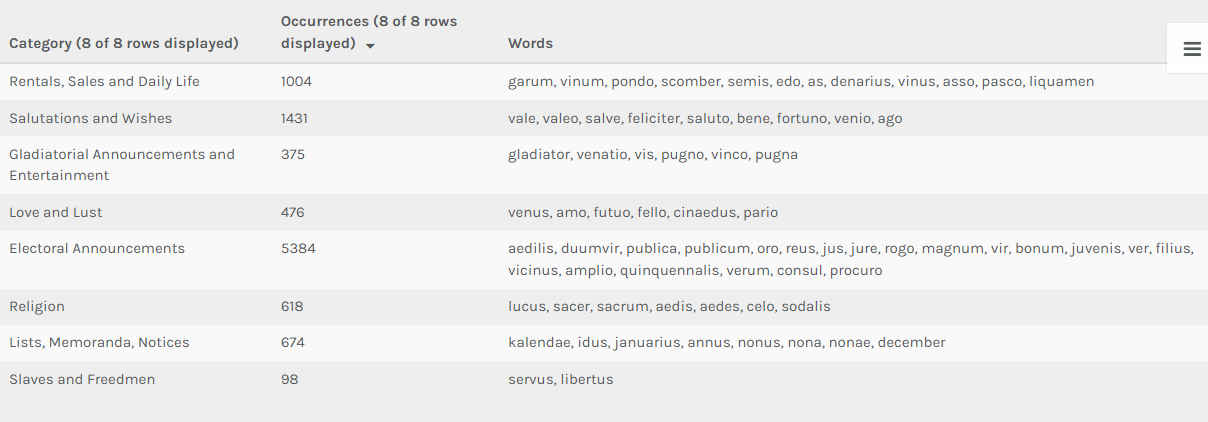 Category (8 of 8 rows displayed) Occurrences (8 of 8 rows displayed) Words
Rentals, Sales and Daily Life 1004 garum, vinum, pondo, scomber, semis, edo, as, denarius, vinus, asso, pasco, liquamen
Salutations and Wishes 1431 vale, valeo, salve, feliciter, saluto, bene, fortuno, venio, ago
Gladiatorial Announcements and Entertainment 375 gladiator, venatio, vis, pugno, vinco, pugna
Love and Lust 476 venus, amo, futuo, fello, cinaedus, pario
Electoral Announcements 5384 aedilis, duumvir, publica, publicum, oro, reus, jus, jure, rogo, magnum, vir, bonum, juvenis, ver, filius,
vicinus, amplio, quinquennalis, verum, consul, procuro
Religion 618 lucus, sacer, sacrum, aedis, aedes, celo, sodalis
Lists, Memoranda, Notices 674 kalendae, idus, januarius, annus, nonus, nona, nonae, december
Slaves and Freedmen 98 servus, libertus